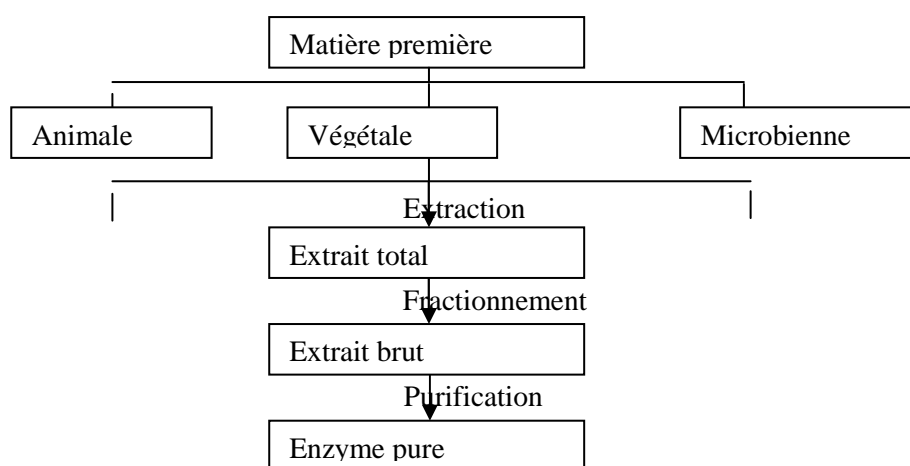 Matière première
Animale
Végétale
Microbienne
Extraction
Extrait total
Fractionnement
Extrait brut
Purification
Enzyme pure